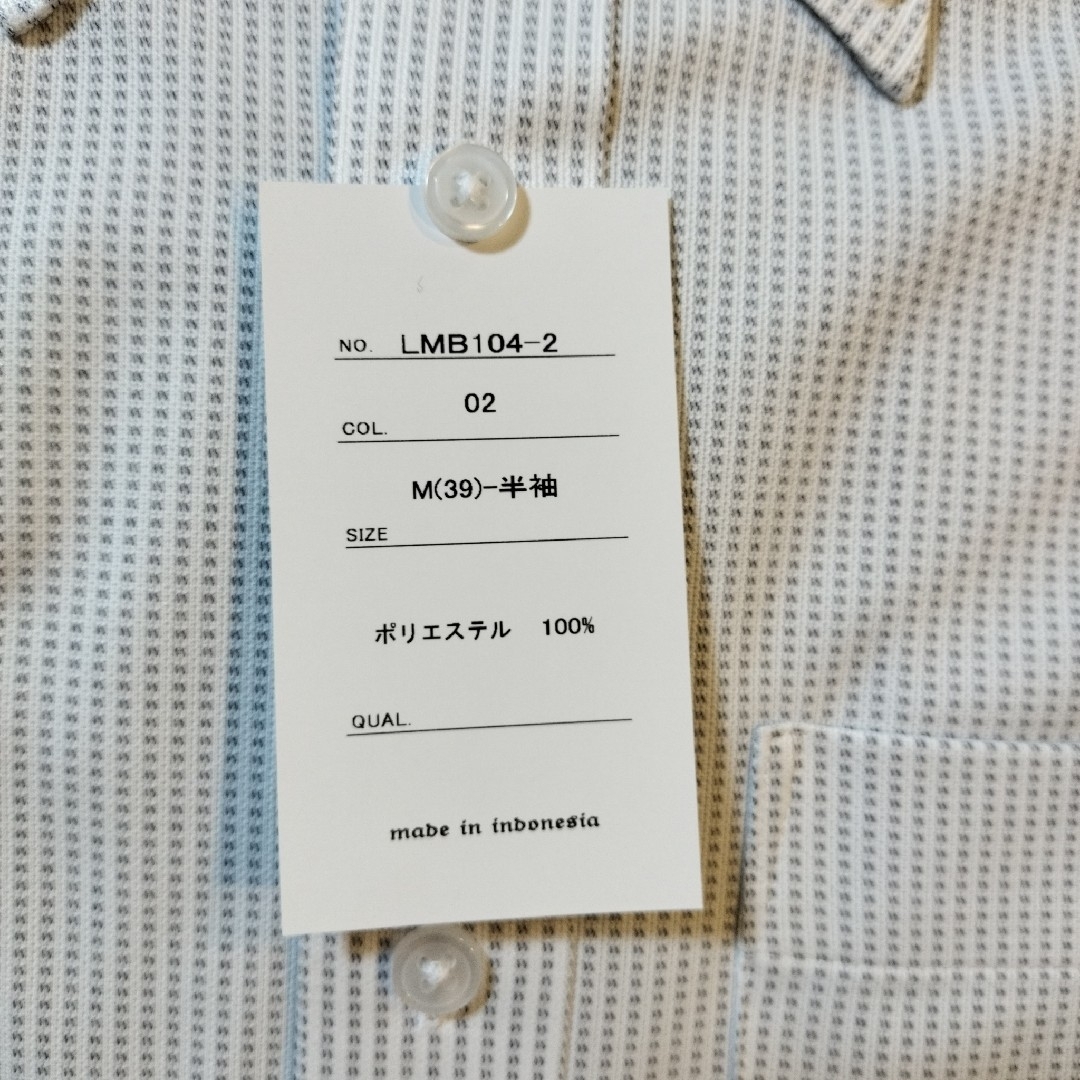 NO. LMB104-2
02
COL.
M(39)-半袖
SIZE
ポリエステル 100%
QUAL.
made in indonesia